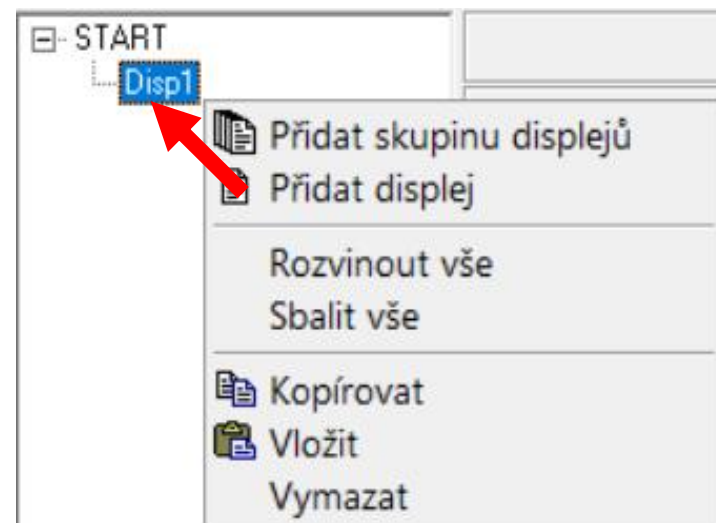 START
Disp1
Přidat skupinu displejů
Přidat displej
Rozvinout vše
Sbalit vše
Kopírovat
Vložit
Vymazat